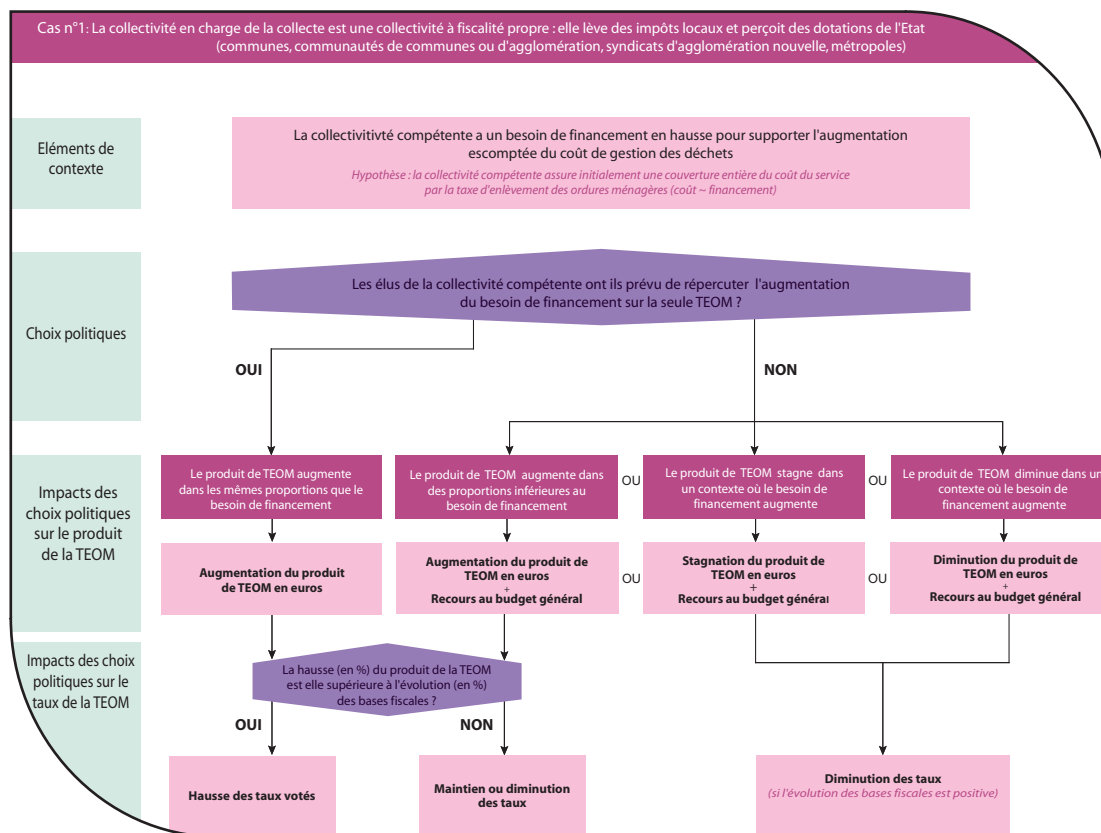 Cas n°1: La collectivité en charge de la collecte est une collectivité à fiscalité propre : elle lève des impôts locaux et perçoit des dotations de l'Etat
(communes, communautés de communes ou d'agglomération, syndicats d'agglomération nouvelle, métropoles)
Eléments de
contexte
La collectivitivté compétente a un besoin de financement en hausse pour supporter l'augmentation
escomptée du coût de gestion des déchets
Hypothèse : la collectivité compétente assure initialement une couverture entière du coût du service
par la taxe d'enlèvement des ordures ménagères (coût ~ financement)
Choix politiques
Les élus de la collectivité compétente ont ils prévu de répercuter l'augmentation
du besoin de financement sur la seule TEOM ?
OUI
NON
Impacts des
choix politiques
sur le produit
de la TEOM
Le produit de TEOM augmente
dans les mêmes proportions que le
besoin de financement
Le produit de TEOM augmente dans
des proportions inférieures au
besoin de financement
OU
Le produit de TEOM stagne dans
un contexte où le besoin de
financement augmente
OU
Le produit de TEOM diminue dans un
contexte où le besoin de
financement augmente
Augmentation du produit
de TEOM en euros
Augmentation du produit de
TEOM en euros
+
Recours au budget général
OU
Stagnation du produit de
TEOM en euros
+
Recours au budget général
OU
Diminution du produit de
TEOM en euros
+
Recours au budget général
Impacts des choix
politiques sur le
taux de la TEOM
La hausse (en %) du produit de la TEOM
est elle supérieure à l'évolution (en %)
des bases fiscales ?
OUI
NON
Hausse des taux votés
Maintien ou diminution
des taux
Diminution des taux
(si l'évolution des bases fiscales est positive)